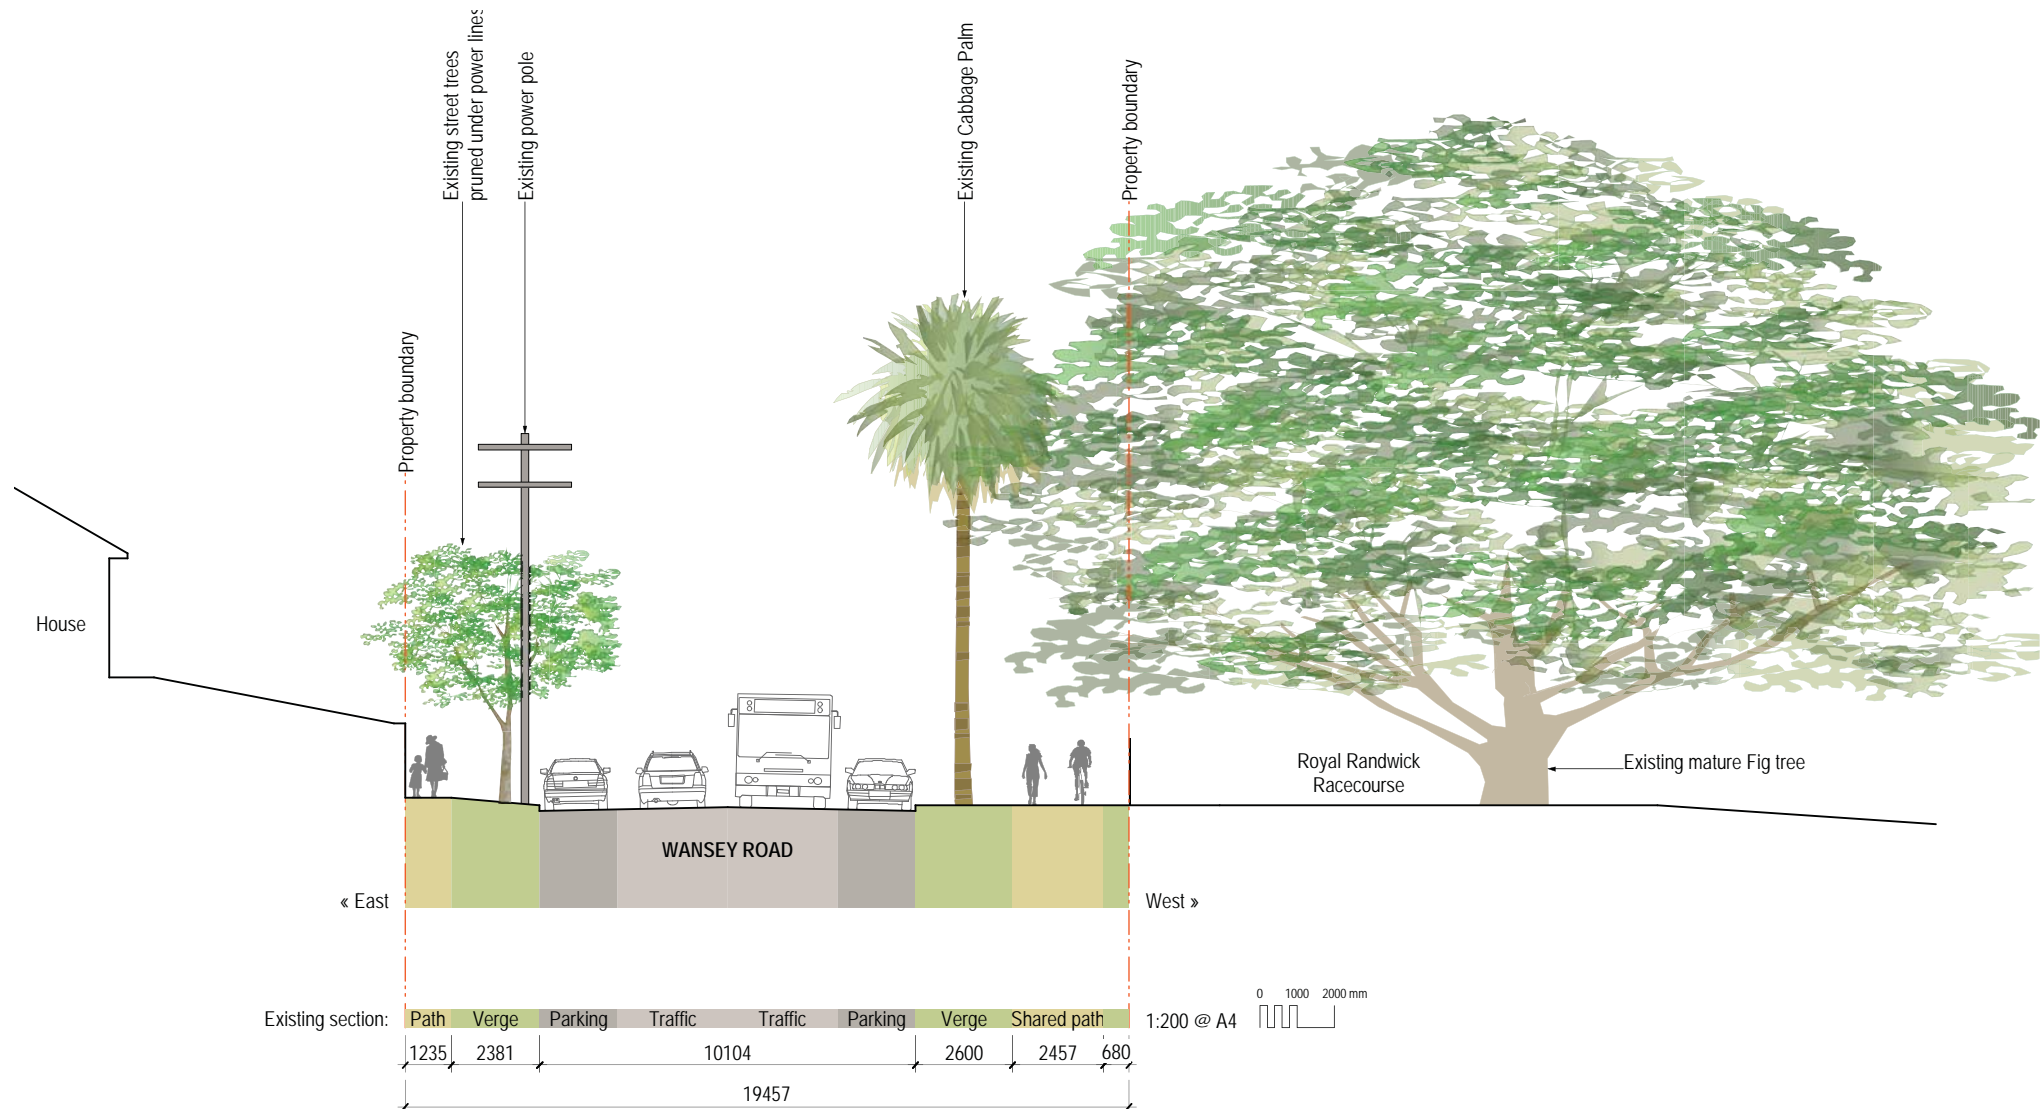 Existing street trees
pruned under power lines
Existing power pole
Existing Cabbage Palm
Property boundary
Property boundary
House
Royal Randwick
Racecourse
Existing mature Fig tree
WANSEY ROAD
« East
West »
Existing section:
Path
Verge
Parking
Traffic
Traffic
Parking
Verge
Shared path
1:200 @ A4
0 1000 2000 mm
1235
2381
10104
2600
2457
680
19457